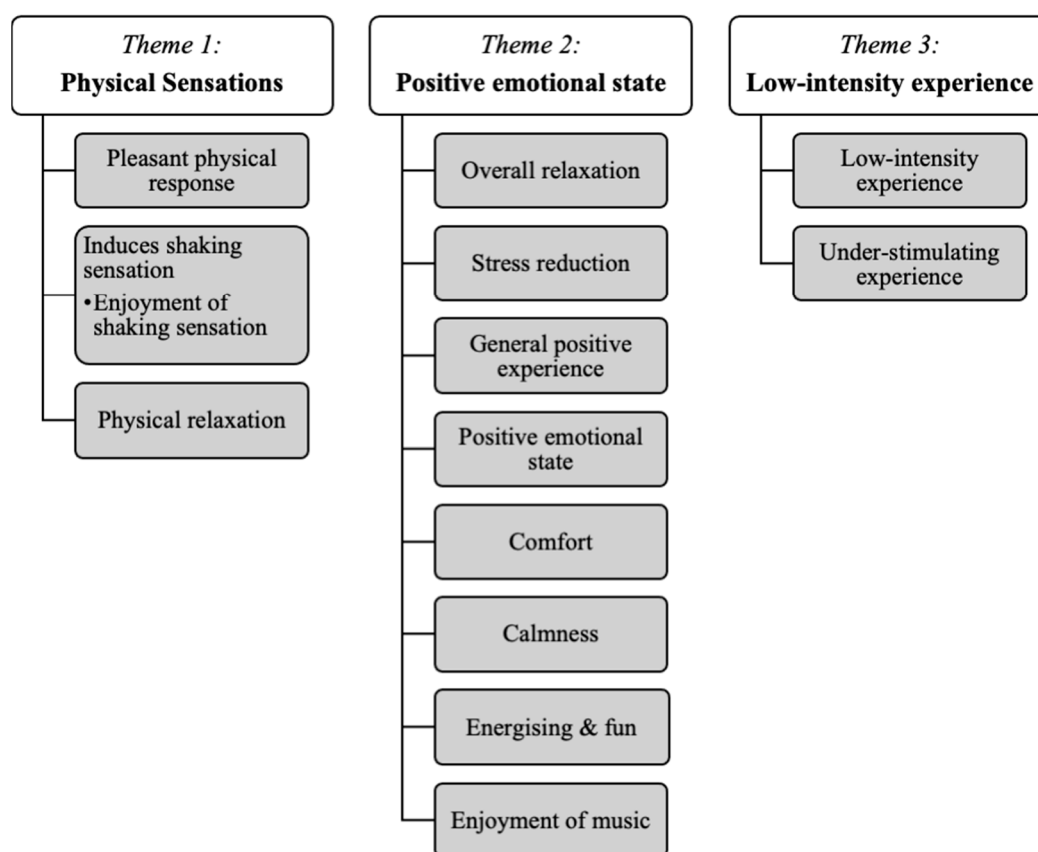 Theme 1:
Physical Sensations
Pleasant physical
response
Induces shaking
sensation
•Enjoyment of
shaking sensation
Physical relaxation
Theme 2:
Positive emotional state
Overall relaxation
Stress reduction
General positive
experience
Positive emotional
state
Comfort
Calmness
Energising & fun
Enjoyment of music
Theme 3:
Low-intensity experience
Low-intensity
experience
Under-stimulating
experience